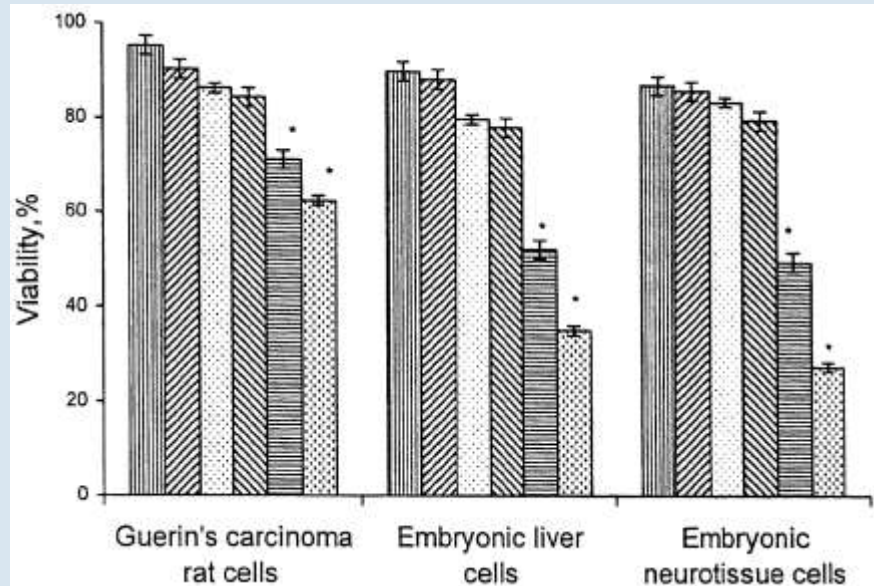 100
80
60
40
20
0
Viability,%
* * * * * *
Guerin's carcinoma
rat cells
Embryonic liver
cells
Embryonic
neurotissue cells